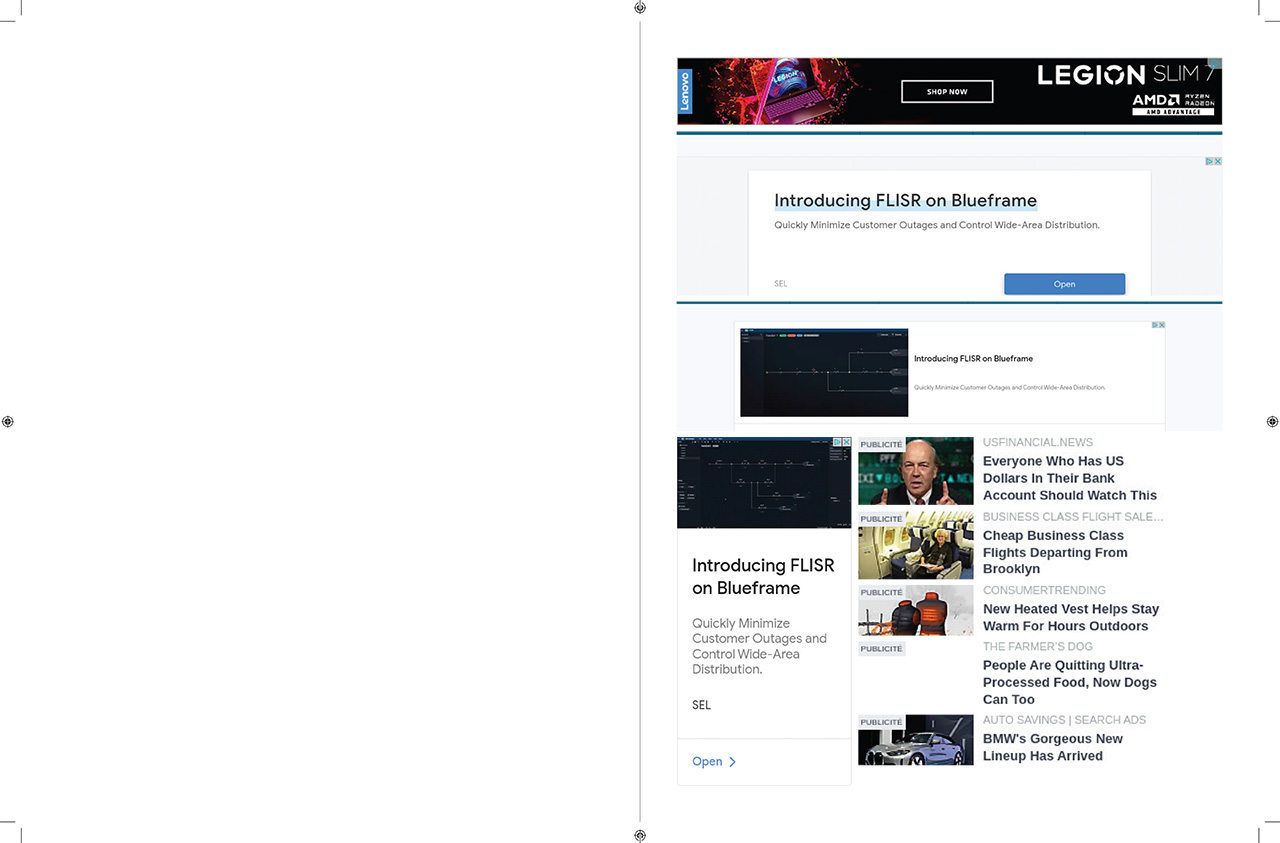 Lenovo
LEGION
SHOP NOW
LEGION SLIM 7
AMD RYZEN
RADEON
AMD ADVANTAGE
Introducing FLISR on Blueframe
Quickly Minimize Customer Outages and Control Wide-Area Distribution.
SEL
Open
Introducing FLISR on Blueframe
Quickly Minimize Customer Outages and Control Wide-Area Distribution.
Introducing FLISR
on Blueframe
Quickly Minimize
Customer Outages and
Control Wide-Area
Distribution.
SEL
Open
PUBLICITÉ
USFINANCIAL.NEWS
Everyone Who Has US
Dollars In Their Bank
Account Should Watch This
PUBLICITÉ
BUSINESS CLASS FLIGHT SALE...
Cheap Business Class
Flights Departing From
Brooklyn
PUBLICITÉ
CONSUMERTRENDING
New Heated Vest Helps Stay
Warm For Hours Outdoors
PUBLICITÉ
THE FARMER'S DOG
People Are Quitting Ultra-
Processed Food, Now Dogs
Can Too
PUBLICITÉ
AUTO SAVINGS | SEARCH ADS
BMW's Gorgeous New
Lineup Has Arrived